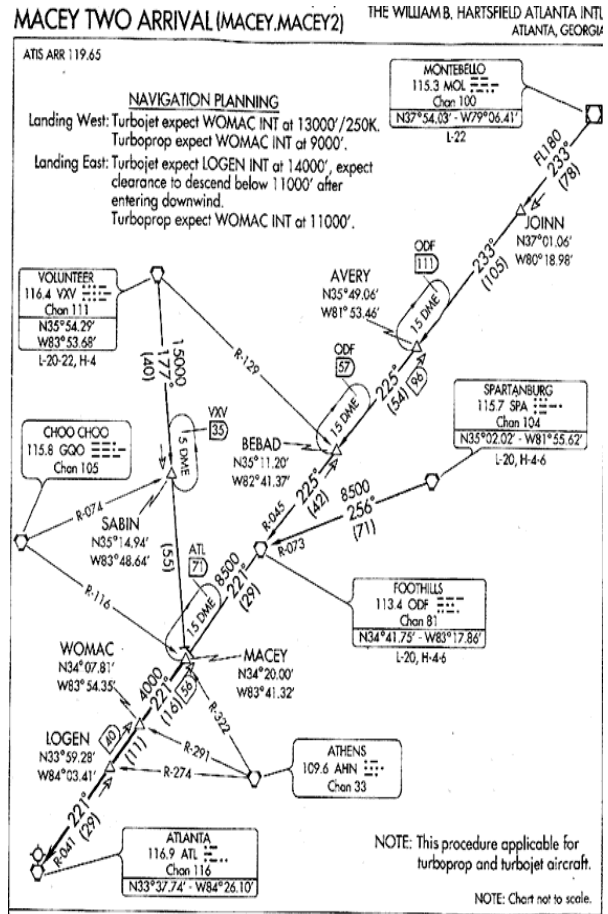 MACEY TWO ARRIVAL (MACEY.MACEY2)
THE WILLIAM B. HARTSFIELD ATLANTA INTL
ATLANTA, GEORGIA
ATIS ARR 119.65
NAVIGATION PLANNING
Landing West: Turbojet expect WOMAC INT at 13000'/250K.
Turboprop expect WOMAC INT at 9000'.
Landing East: Turbojet expect LOGEN INT at 14000', expect
clearance to descend below 11000' after
entering downwind.
Turboprop expect WOMAC INT at 11000'.
MONTEBELLO
115.3 MOL
Chan 100
N37°54.03' - W79°06.41'
L-22
FL180
233°
(78)
JOINN
N37°01.06'
W80°18.98'
233°
(105)
ODF
111
15 DME
AVERY
N35°49.06'
W81°53.46'
VOLUNTEER
116.4 VXV
Chan 111
N35°54.29'
W83°53.68'
L-20-22, H-4
15000
177°
(40)
R-129
ODF
57
15 DME
225°
(54)
96
SPARTANBURG
115.7 SPA
Chan 104
N35°02.02' - W81°55.62'
L-20, H-4-6
VXV
35
5 DME
BEBAD
N35°11.20'
W82°41.37'
CHOO CHOO
115.8 GQO
Chan 105
R-074
SABIN
N35°14.94'
W83°48.64'
R-045
225°
(42)
8500
256°
(71)
R-073
R-116
(55)
ATL
71
15 DME
8500
221°
(29)
FOOTHILLS
113.4 ODF
Chan 81
N34°41.75' - W83°17.86'
L-20, H-4-6
WOMAC
N34°07.81'
W83°54.35'
MACEY
N34°20.00'
W83°41.32'
4000
221°
(16)
56
R-322
LOGEN
N33°59.28'
W84°03.41'
40
(11)
R-291
R-274
ATHENS
109.6 AHN
Chan 33
221°
(29)
R-041
ATLANTA
116.9 ATL
Chan 116
N33°37.74' - W84°26.10'
NOTE: This procedure applicable for
turboprop and turbojet aircraft.
NOTE: Chart not to scale.